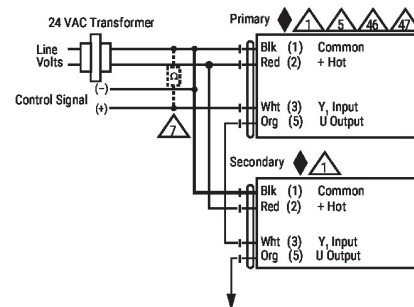 24 VAC Transformer
Primary 1 5 46 47
Line Volts
Blk (1) Common
Red (2) + Hot
Control Signal (–)
(+)
Ω
7
Wht (3) Y₁ Input
Org (5) U Output
Secondary 1
Blk (1) Common
Red (2) + Hot
Wht (3) Y₁ Input
Org (5) U Output